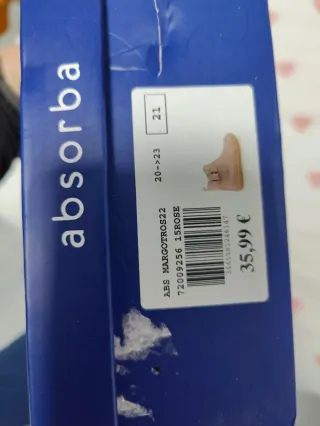 absorba
21
20->23
ABS MARGOTROS22
72009256 15ROSE
35,99 €